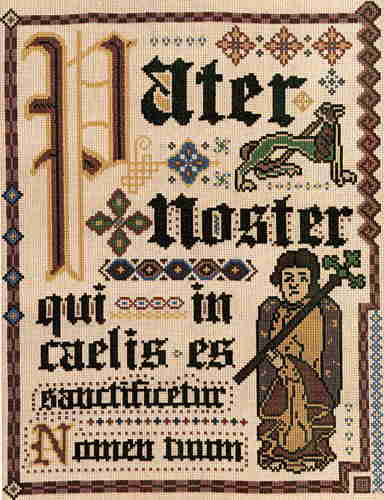 Pater
Noster
qui in
caelis es
sanctificetur
Nomen tuum